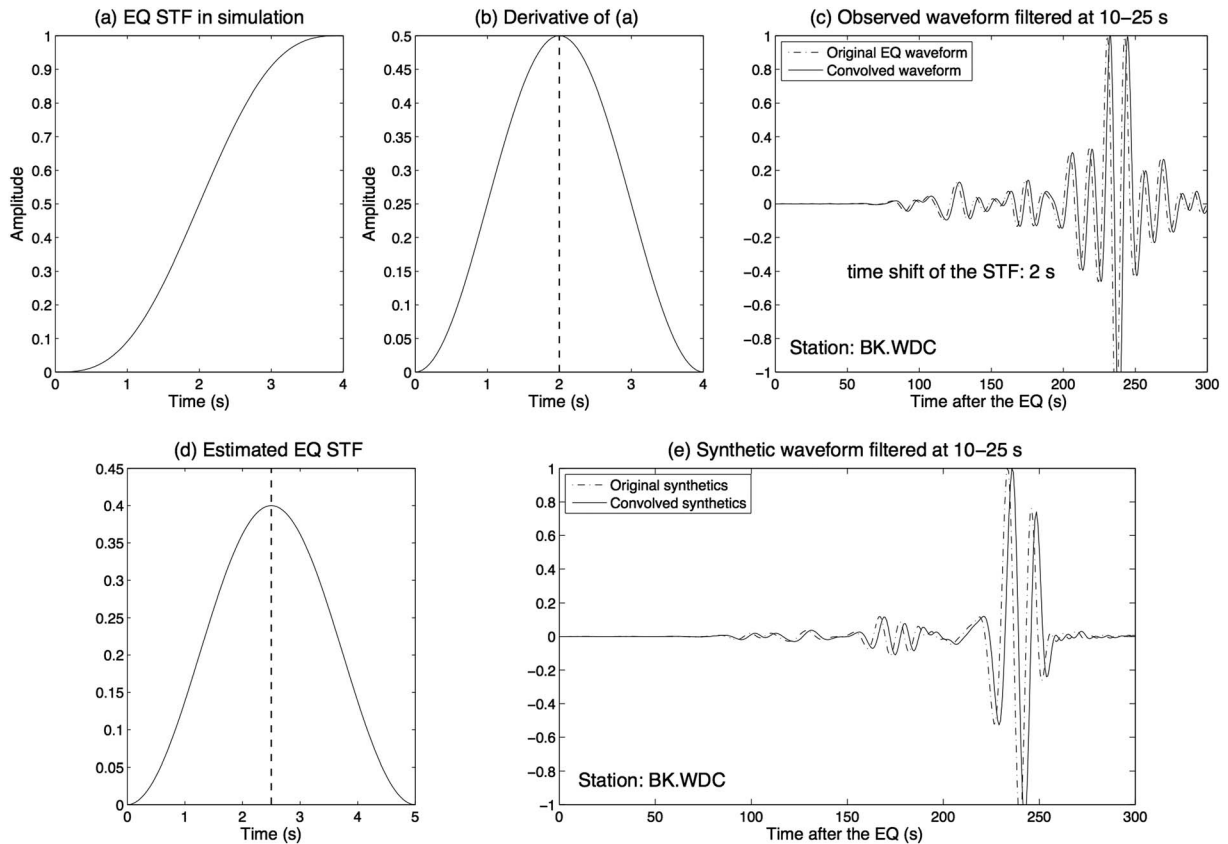 (a) EQ STF in simulation
Amplitude
1
0.9
0.8
0.7
0.6
0.5
0.4
0.3
0.2
0.1
0
0 1 2 3 4
Time (s)
(b) Derivative of (a)
Amplitude
0.5
0.45
0.4
0.35
0.3
0.25
0.2
0.15
0.1
0.05
0
0 1 2 3 4
Time (s)
(c) Observed waveform filtered at 10−25 s
Original EQ waveform
Convolved waveform
1
0.8
0.6
0.4
0.2
0
−0.2
−0.4
−0.6
−0.8
−1
time shift of the STF: 2 s
Station: BK.WDC
0 50 100 150 200 250 300
Time after the EQ (s)
(d) Estimated EQ STF
0.45
0.4
0.35
0.3
0.25
0.2
0.15
0.1
0.05
0
0 1 2 3 4 5
Time (s)
(e) Synthetic waveform filtered at 10−25 s
Original synthetics
Convolved synthetics
1
0.8
0.6
0.4
0.2
0
−0.2
−0.4
−0.6
−0.8
−1
Station: BK.WDC
0 50 100 150 200 250 300
Time after the EQ (s)